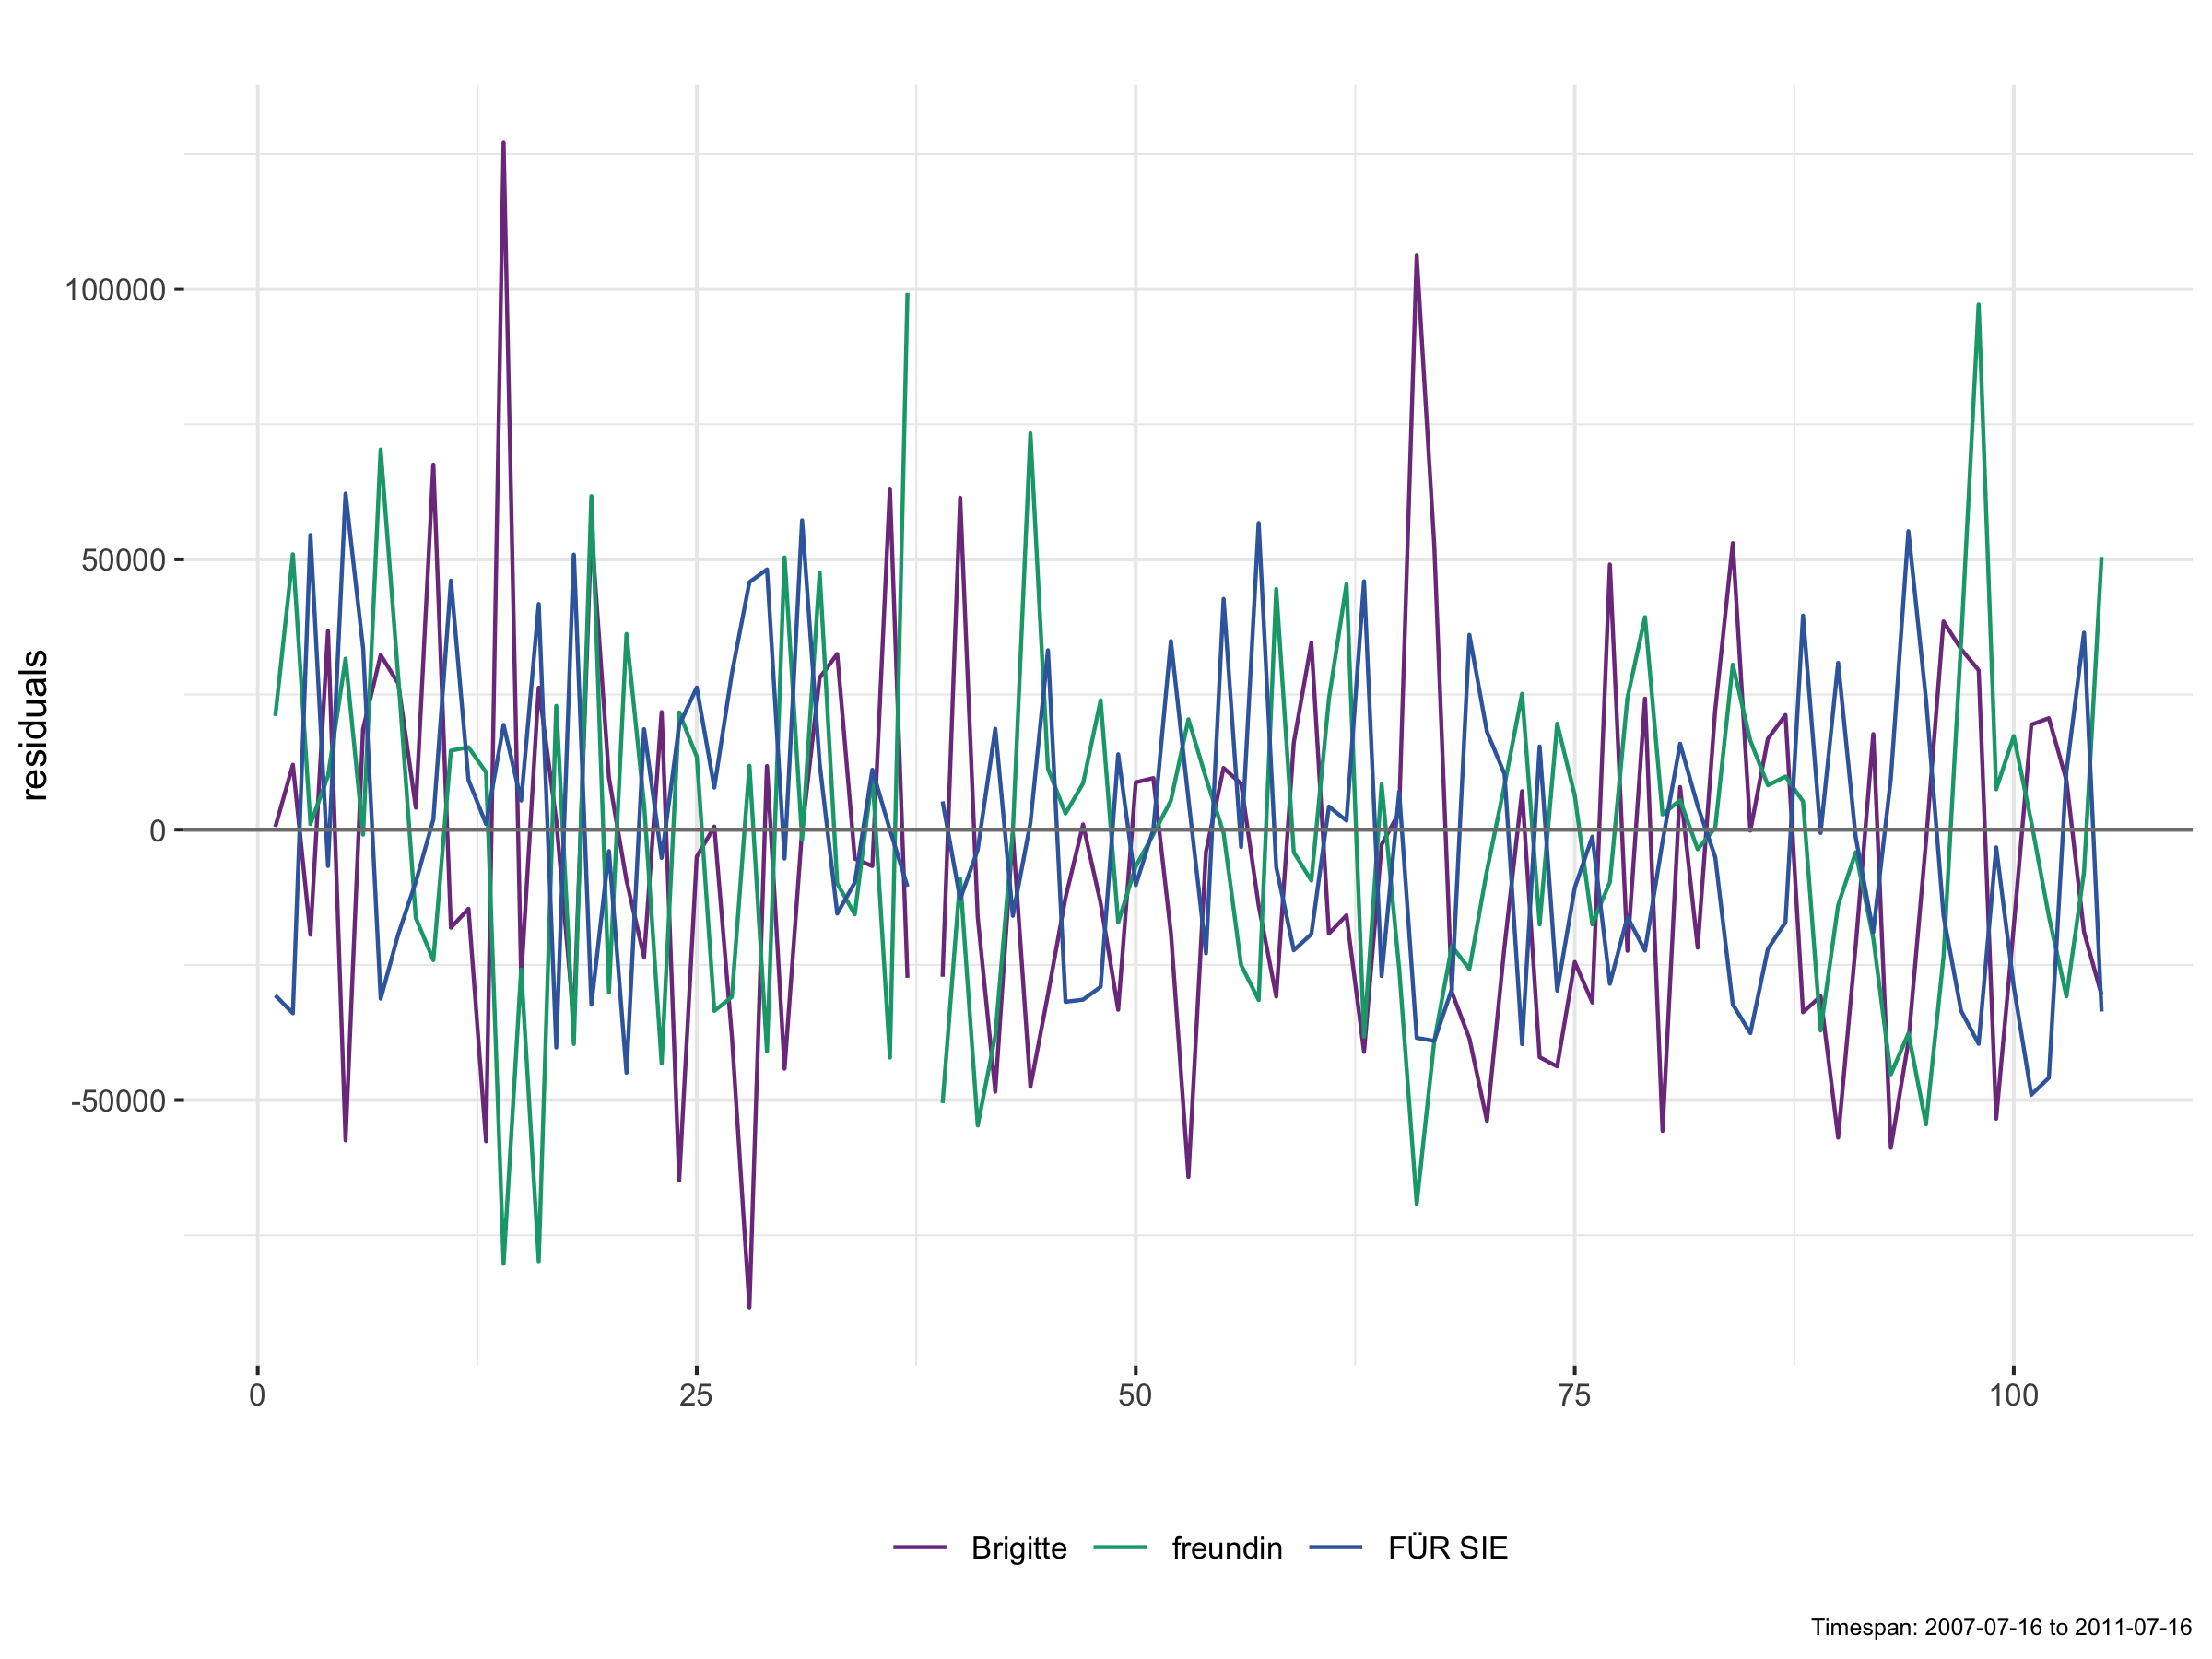 residuals
100000
50000
0
-50000
0 25 50 75 100
Brigitte freundin FÜR SIE
Timespan: 2007-07-16 to 2011-07-16